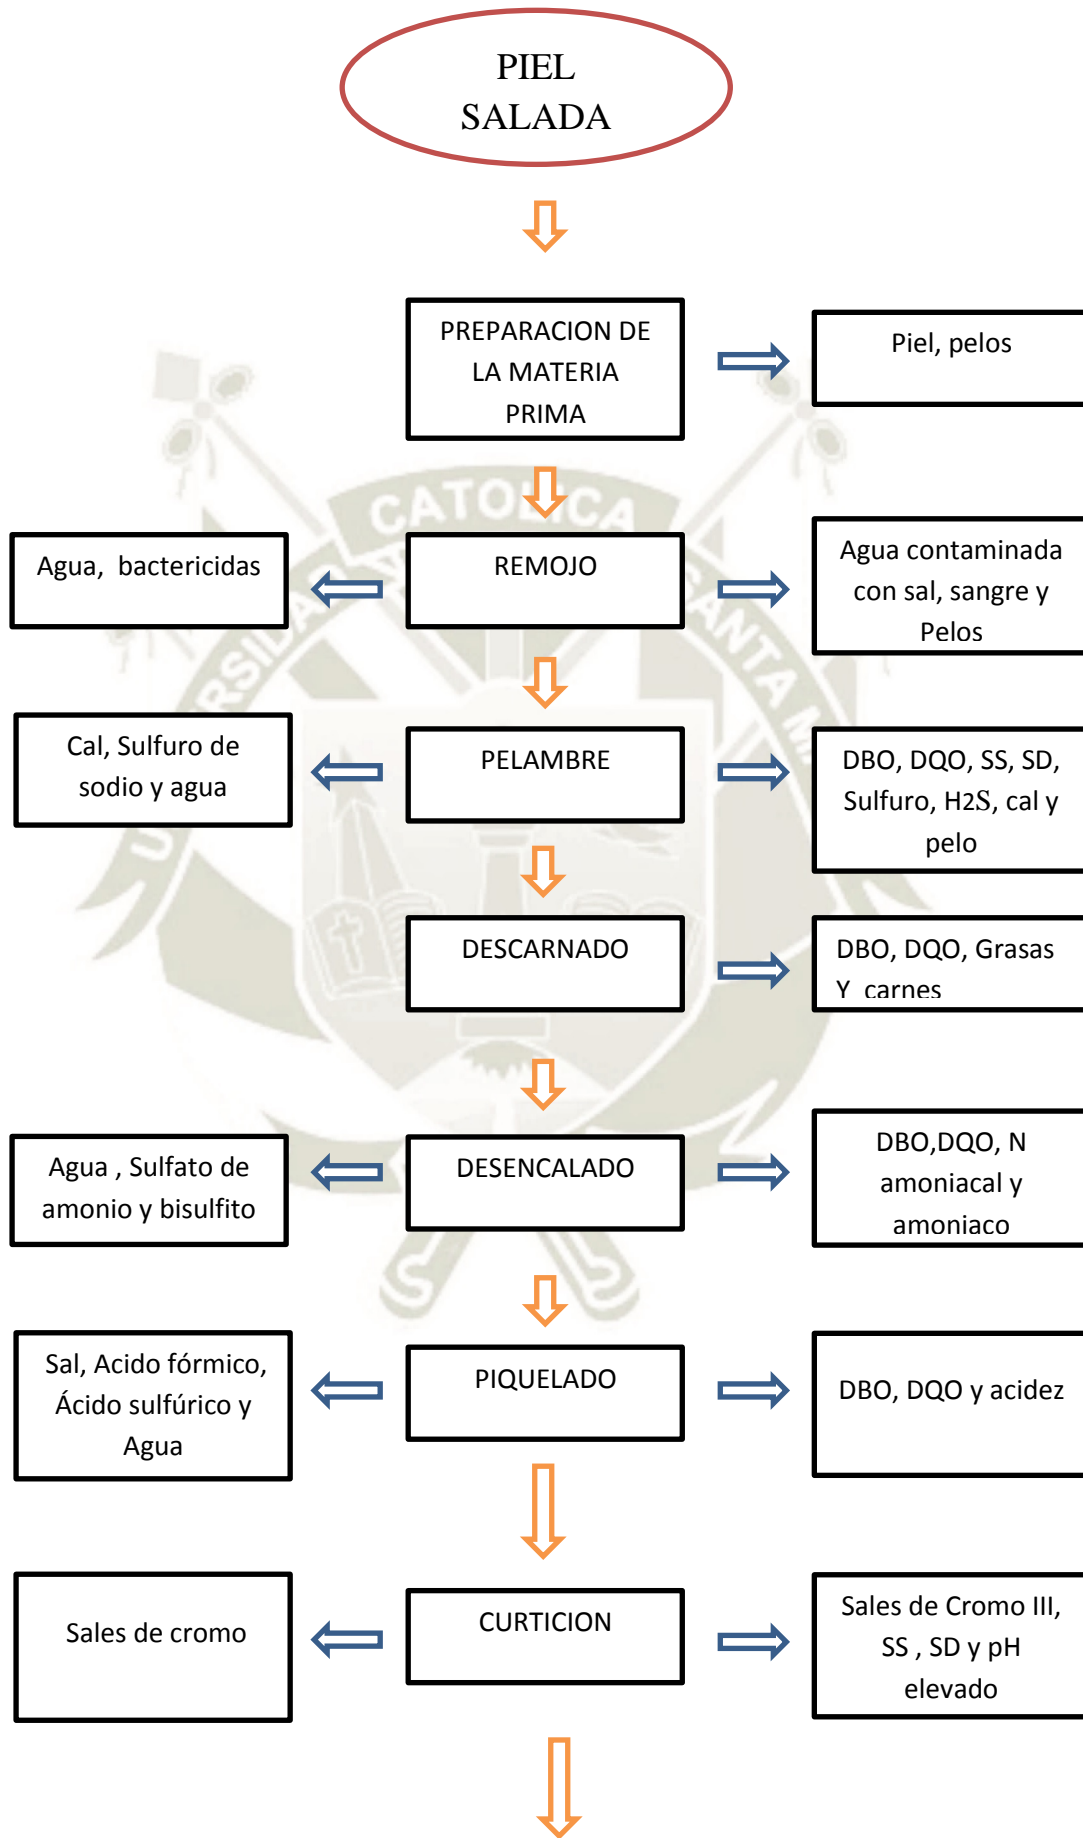 PIEL
SALADA
PREPARACION DE
LA MATERIA
PRIMA
Piel, pelos
CATOLICA
SANTA M
Agua, bactericidas
REMOJO
Agua contaminada
con sal, sangre y
Pelos
Cal, Sulfuro de
sodio y agua
PELAMBRE
DBO, DQO, SS, SD,
Sulfuro, H2S, cal y
pelo
DESCARNADO
DBO, DQO, Grasas
Y carnes
Agua , Sulfato de
amonio y bisulfito
DESENCALADO
DBO,DQO, N
amoniacal y
amoniaco
Sal, Acido fórmico,
Ácido sulfúrico y
Agua
PIQUELADO
DBO, DQO y acidez
Sales de cromo
CURTICION
Sales de Cromo III,
SS , SD y pH
elevado